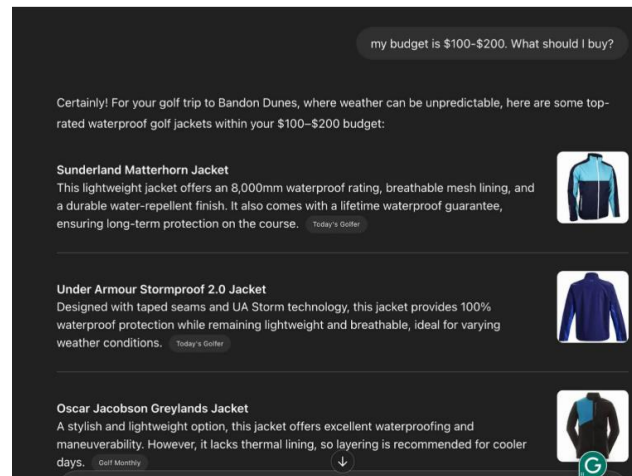 my budget is $100-$200. What should I buy?
Certainly! For your golf trip to Bandon Dunes, where weather can be unpredictable, here are some top-
rated waterproof golf jackets within your $100–$200 budget:
Sunderland Matterhorn Jacket
This lightweight jacket offers an 8,000mm waterproof rating, breathable mesh lining, and
a durable water-repellent finish. It also comes with a lifetime waterproof guarantee,
ensuring long-term protection on the course. Today's Golfer
Under Armour Stormproof 2.0 Jacket
Designed with taped seams and UA Storm technology, this jacket provides 100%
waterproof protection while remaining lightweight and breathable, ideal for varying
weather conditions. Today's Golfer
Oscar Jacobson Greylands Jacket
A stylish and lightweight option, this jacket offers excellent waterproofing and
maneuverability. However, it lacks thermal lining, so layering is recommended for cooler
days. Golf Monthly
G